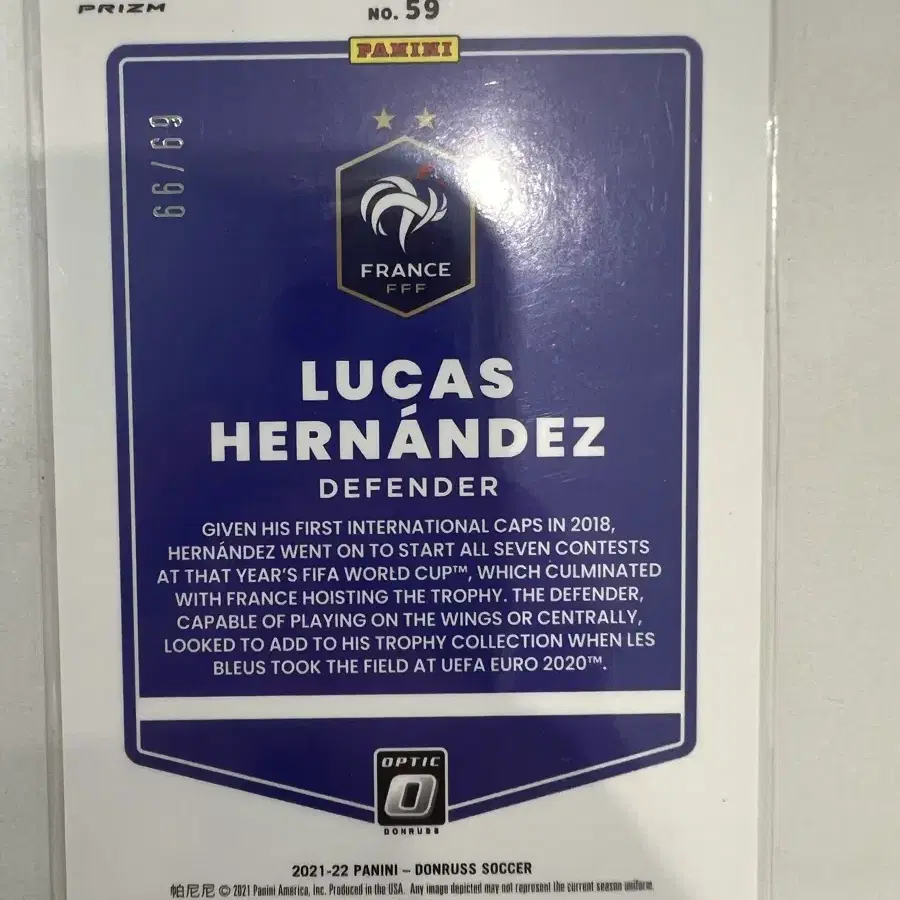 PRIZM
NO. 59
PANINI
69/99
FRANCE
FFF
LUCAS
HERNÁNDEZ
DEFENDER
GIVEN HIS FIRST INTERNATIONAL CAPS IN 2018,
HERNÁNDEZ WENT ON TO START ALL SEVEN CONTESTS
AT THAT YEAR'S FIFA WORLD CUP™, WHICH CULMINATED
WITH FRANCE HOISTING THE TROPHY. THE DEFENDER,
CAPABLE OF PLAYING ON THE WINGS OR CENTRALLY,
LOOKED TO ADD TO HIS TROPHY COLLECTION WHEN LES
BLEUS TOOK THE FIELD AT UEFA EURO 2020™.
OPTIC
O
DONRUSS
2021-22 PANINI – DONRUSS SOCCER
帕尼尼 © 2021 Panini America, Inc. Produced in the USA. Any image depicted may not represent the current season uniform.